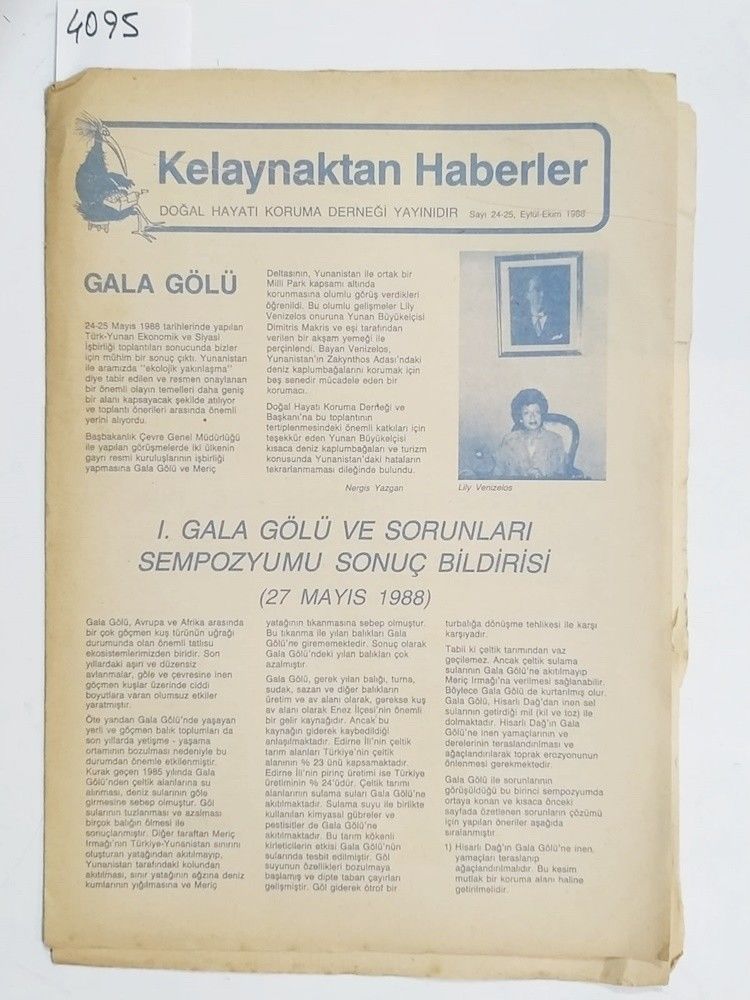 4095
Kelaynaktan Haberler
DOĞAL HAYATI KORUMA DERNEĞİ YAYINIDIR Sayı 24-25, Eylül-Ekim 1988
GALA GÖLÜ
24-25 Mayıs 1988 tarihlerinde yapılan
Türk-Yunan Ekonomik ve Siyasi
İşbirliği toplantıları sonucunda bizler
için mühim bir sonuç çıktı. Yunanistan
ile aramızda "ekolojik yakınlaşma"
diye tabir edilen ve resmen onaylanan
bir önemli olayın temelleri daha geniş
bir alanı kapsayacak şekilde atılıyor
ve toplantı önerileri arasında önemli
yerini alıyordu.
Başbakanlık Çevre Genel Müdürlüğü
ile yapılan görüşmelerde iki ülkenin
gayri resmi kuruluşlarının işbirliği
yapmasına Gala Gölü ve Meriç
Deltasının, Yunanistan ile ortak bir
Milli Park kapsamı altında
korunmasına olumlu görüş verdikleri
öğrenildi. Bu olumlu gelişmeler Lily
Venizelos onuruna Yunan Büyükelçisi
Dimitris Makris ve eşi tarafından
verilen bir akşam yemeği ile
perçinlendi. Bayan Venizelos,
Yunanistan'ın Zakynthos Adası'ndaki
deniz kaplumbağalarını korumak için
beş senedir mücadele eden bir
korumacı.
Doğal Hayatı Koruma Derneği ve
Başkanı'na bu toplantının
tertiplenmesindeki önemli katkıları için
teşekkür eden Yunan Büyükelçisi
kısaca deniz kaplumbağaları ve turizm
konusunda Yunanistan'daki hataların
tekrarlanmaması dileğinde bulundu.
Nergis Yazgan
Lily Venizelos
I. GALA GÖLÜ VE SORUNLARI
SEMPOZYUMU SONUÇ BİLDİRİSİ
(27 MAYIS 1988)
Gala Gölü, Avrupa ve Afrika arasında
bir çok göçmen kuş türünün uğrağı
durumunda olan önemli tatlısu
ekosistemlerimizden biridir. Son
yıllardaki aşırı ve düzensiz
avlanmalar, göle ve çevresine inen
göçmen kuşlar üzerinde ciddi
boyutlara varan olumsuz etkiler
yaratmıştır.
Öte yandan Gala Gölü'nde yaşayan
yerli ve göçmen balık toplumları da
son yıllarda yetişme - yaşama
ortamının bozulması nedeniyle bu
durumdan önemle etkilenmiştir.
Kurak geçen 1985 yılında Gala
Gölü'nden çeltik alanlarına su
alınması, deniz sularının göle
girmesine sebep olmuştur. Göl
sularının tuzlanması ve azalması
birçok balığın ölmesi ile
sonuçlanmıştır. Diğer taraftan Meriç
Irmağı'nın Türkiye-Yunanistan sınırını
oluşturan yatağından akıtılmayıp,
Yunanistan tarafındaki kolundan
akıtılması, sınır yatağının ağzına deniz
kumlarının yığılmasına ve Meriç
yatağının tıkanmasına sebep olmuştur.
Bu tıkanma ile yılan balıkları Gala
Gölü'ne girememektedir. Sonuç olarak
Gala Gölü'ndeki yılan balıkları çok
azalmıştır.
Gala Gölü, gerek yılan balığı, turna,
sudak, sazan ve diğer balıkların
üretim ve av alanı olarak, gerekse kuş
av alanı olarak Enez İlçesi'nin önemli
bir gelir kaynağıdır. Ancak bu
kaynağın giderek kaybedildiği
anlaşılmaktadır. Edirne İli'nin çeltik
tarım alanları Türkiye'nin çeltik
alanının % 23 ünü kapsamaktadır.
Edirne İli'nin pirinç üretimi ise Türkiye
üretiminin % 24'üdür. Çeltik tarımı
alanlarının sulama suları Gala Gölü'ne
akıtılmaktadır. Sulama suyu ile birlikte
kullanılan kimyasal gübreler ve
pestisitler de Gala Gölü'ne
akıtılmaktadır. Bu tarım kökenli
kirleticilerin etkisi Gala Gölü'nün
sularında tesbit edilmiştir. Göl
suyunun özellikleri bozulmaya
başlamış ve dipte taban çayırları
gelişmiştir. Göl giderek ötrof bir
turbalığa dönüşme tehlikesi ile karşı
karşıyadır.
Tabii ki çeltik tarımından vaz
geçilemez. Ancak çeltik sulama
sularının Gala Gölü'ne akıtılmayıp
Meriç Irmağı'na verilmesi sağlanabilir.
Böylece Gala Gölü de kurtarılmış olur.
Gala Gölü, Hisarlı Dağ'dan inen sel
sularının getirdiği mil (kil ve toz) ile
dolmaktadır. Hisarlı Dağ'ın Gala
Gölü'ne inen yamaçlarının ve
derelerinin teraslandırılması ve
ağaçlandırılarak toprak erozyonunun
önlenmesi gerekmektedir.
Gala Gölü ile sorunlarının
görüşüldüğü bu birinci sempozyumda
ortaya konan ve kısaca önceki
sayfada özetlenen sorunların çözümü
için yapılan öneriler aşağıda
sıralanmıştır.
1) Hisarlı Dağ'ın Gala Gölü'ne inen,
yamaçları teraslanıp
ağaçlandırılmalıdır. Bu kesim
mutlak bir koruma alanı haline
getirilmelidir.